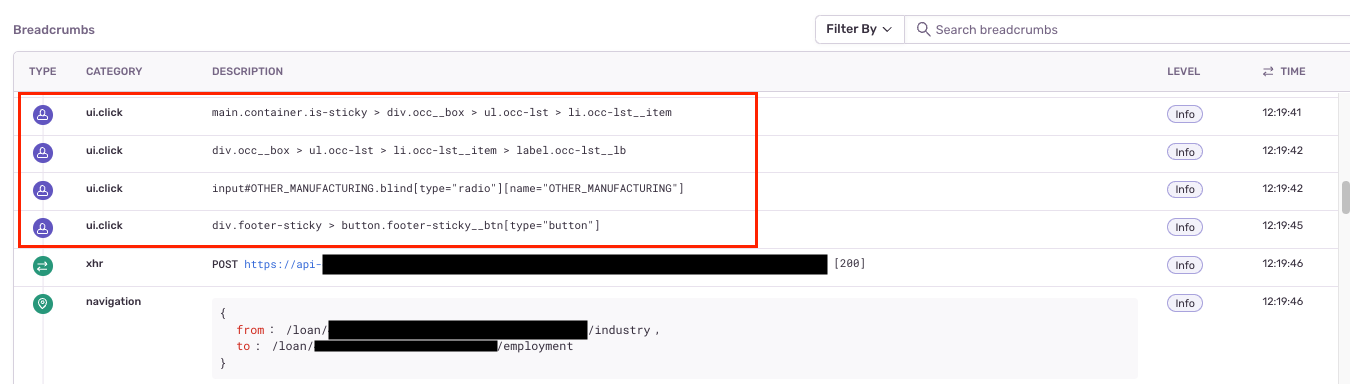 Breadcrumbs
Filter By
Search breadcrumbs
TYPE CATEGORY DESCRIPTION LEVEL TIME
ui.click main.container.is-sticky > div.occ__box > ul.occ-lst > li.occ-lst__item Info 12:19:41
ui.click div.occ__box > ul.occ-lst > li.occ-lst__item > label.occ-lst__lb Info 12:19:42
ui.click input#OTHER_MANUFACTURING.blind[type="radio"][name="OTHER_MANUFACTURING"] Info 12:19:42
ui.click div.footer-sticky > button.footer-sticky__btn[type="button"] Info 12:19:45
xhr POST https://api- [200] Info 12:19:46
navigation Info 12:19:46
{
from: /loan/ /industry,
to: /loan/ /employment
}